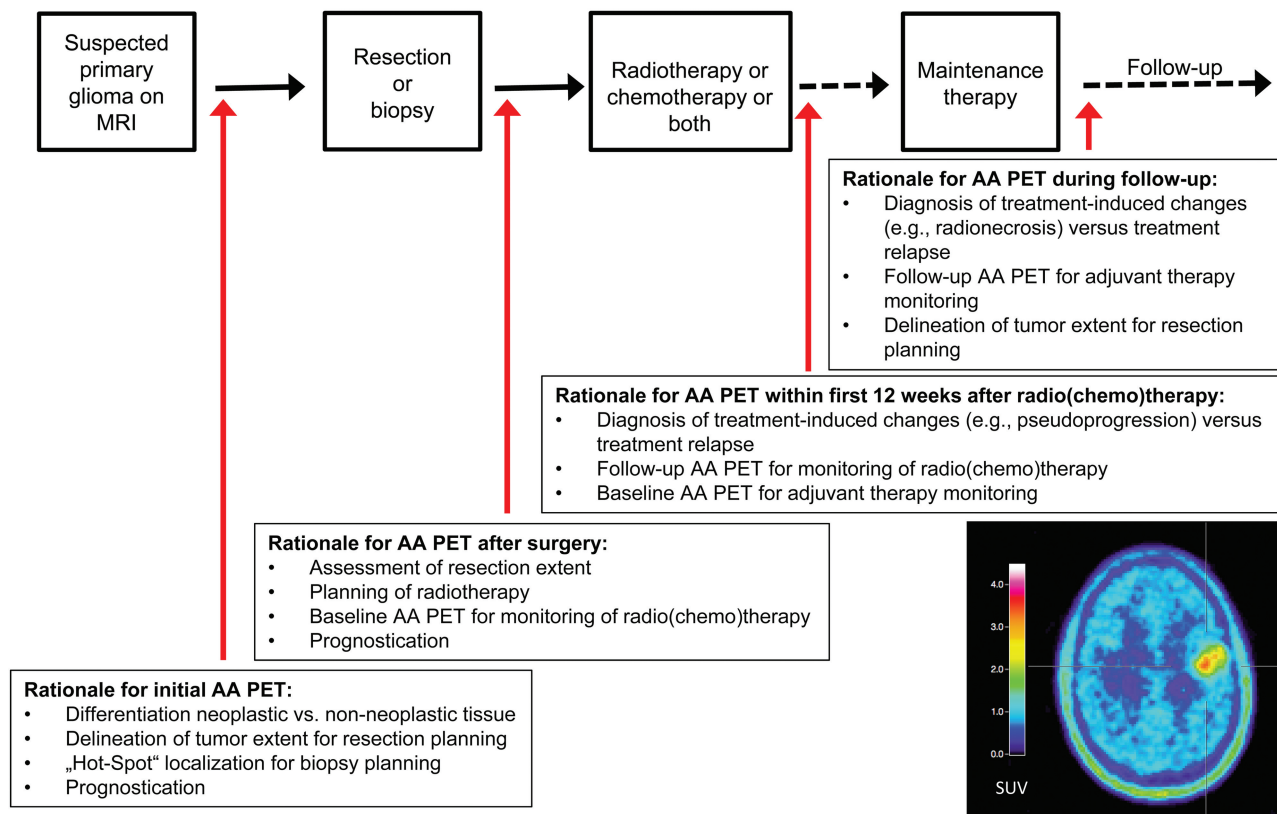 Suspected
primary
glioma on
MRI
Resection
or
biopsy
Radiotherapy or
chemotherapy or
both
Maintenance
therapy
Follow-up
Rationale for AA PET during follow-up:
• Diagnosis of treatment-induced changes
(e.g., radionecrosis) versus treatment
relapse
• Follow-up AA PET for adjuvant therapy
monitoring
• Delineation of tumor extent for resection
planning
Rationale for AA PET within first 12 weeks after radio(chemo)therapy:
• Diagnosis of treatment-induced changes (e.g., pseudoprogression) versus
treatment relapse
• Follow-up AA PET for monitoring of radio(chemo)therapy
• Baseline AA PET for adjuvant therapy monitoring
Rationale for AA PET after surgery:
• Assessment of resection extent
• Planning of radiotherapy
• Baseline AA PET for monitoring of radio(chemo)therapy
• Prognostication
Rationale for initial AA PET:
• Differentiation neoplastic vs. non-neoplastic tissue
• Delineation of tumor extent for resection planning
• „Hot-Spot“ localization for biopsy planning
• Prognostication
4.0
3.0
2.0
1.0
0.0
SUV